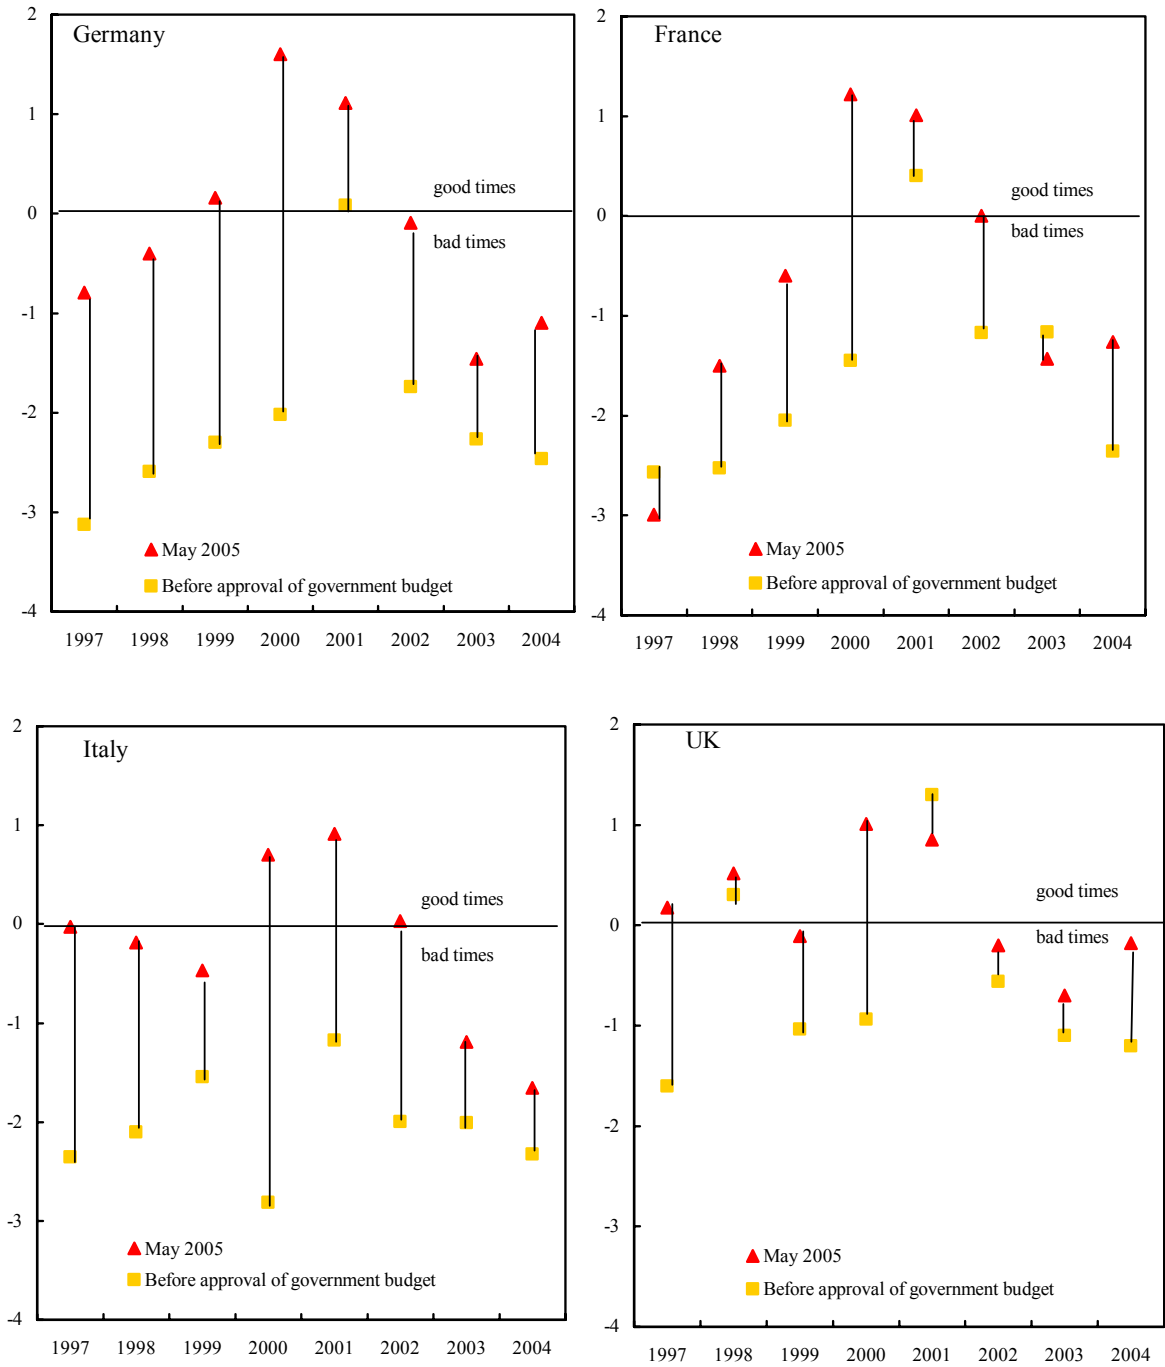 Germany
2
1
0
-1
-2
-3
-4
good times
bad times
May 2005
Before approval of government budget
1997 1998 1999 2000 2001 2002 2003 2004
France
2
1
0
-1
-2
-3
-4
good times
bad times
May 2005
Before approval of government budget
1997 1998 1999 2000 2001 2002 2003 2004
Italy
2
1
0
-1
-2
-3
-4
good times
bad times
May 2005
Before approval of government budget
1997 1998 1999 2000 2001 2002 2003 2004
UK
2
1
0
-1
-2
-3
-4
good times
bad times
May 2005
Before approval of government budget
1997 1998 1999 2000 2001 2002 2003 2004